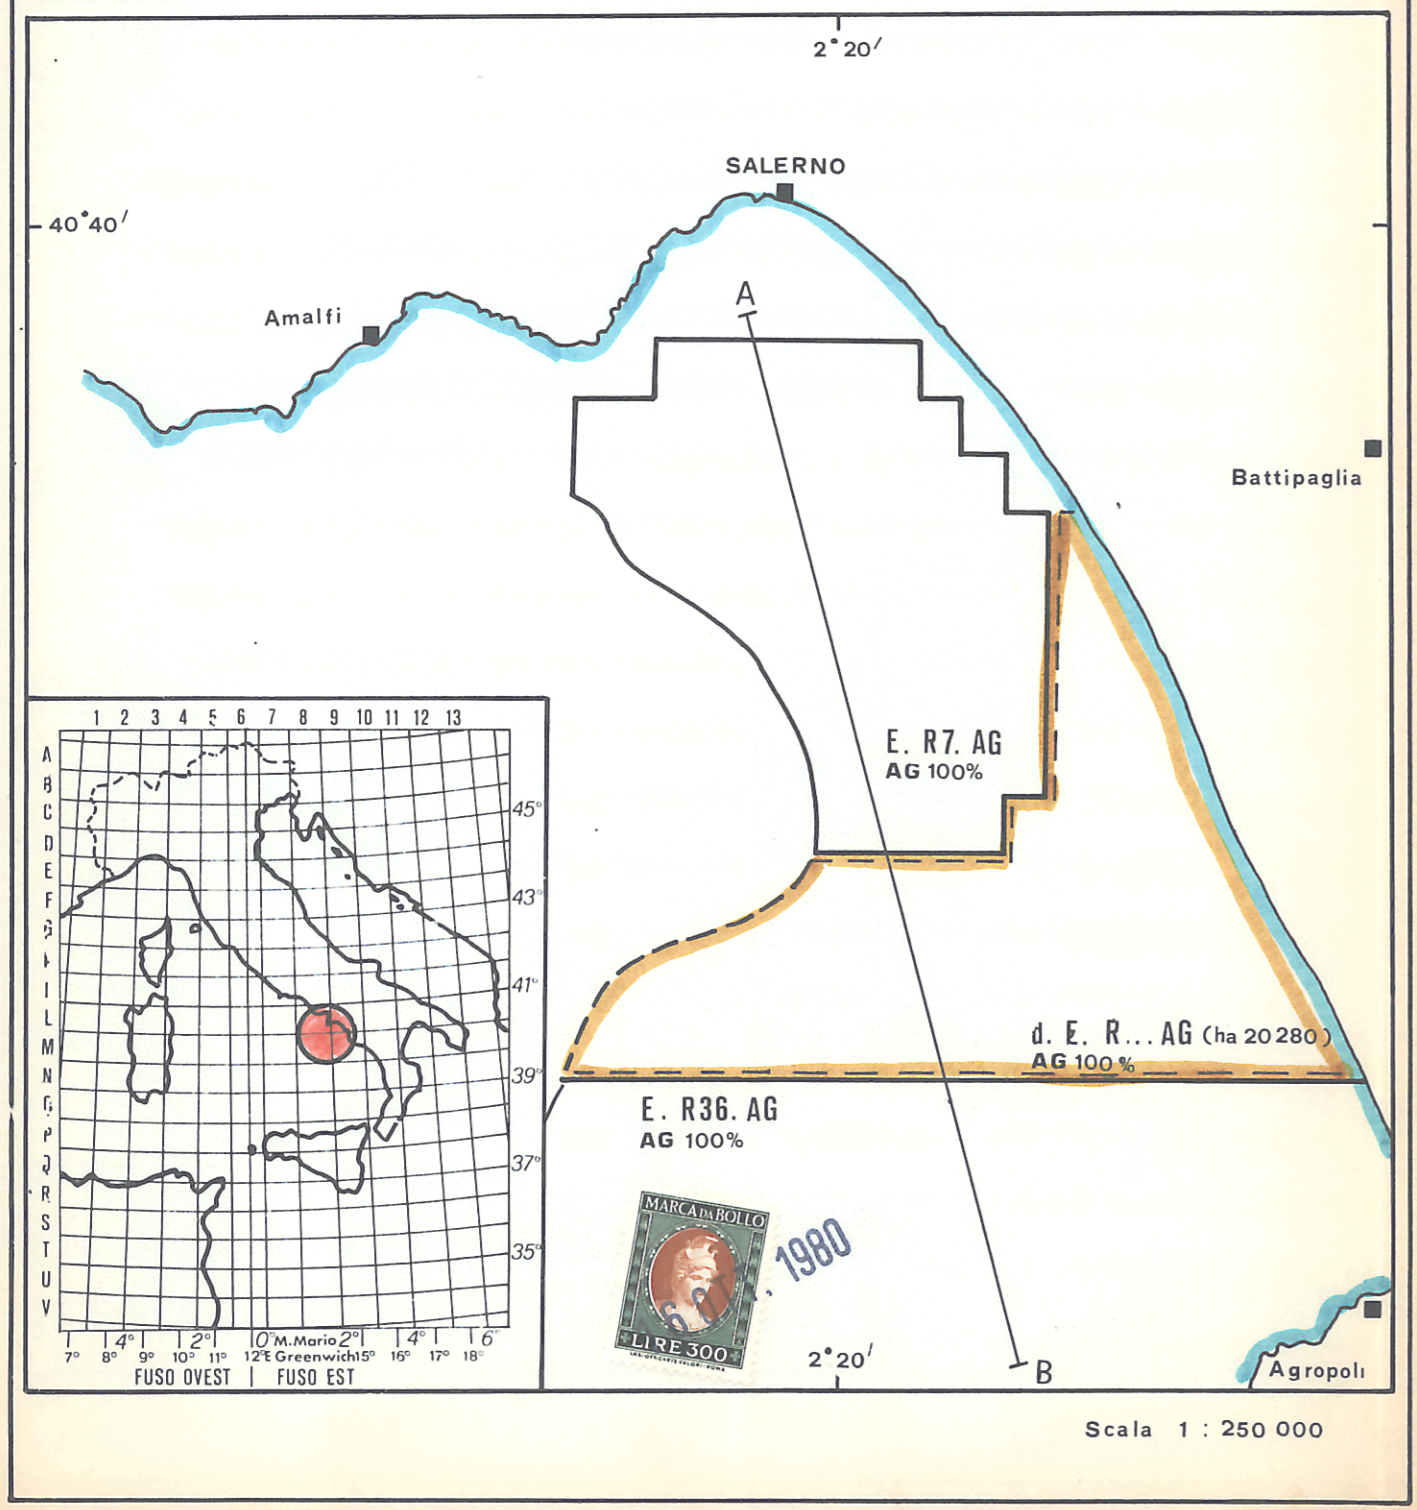 2°20′
SALERNO
40°40′
A
Amalfi
Battipaglia
E. R7. AG
AG 100%
d. E. R... AG (ha 20280)
AG 100%
E. R36. AG
AG 100%
MARCA DA BOLLO
LIRE 300
1980
2°20′
B
Agropoli
1 2 3 4 5 6 7 8 9 10 11 12 13
A
B
C
D
E
F
G
I
L
M
N
P
Q
R
S
T
U
V
45°
43°
41°
39°
37°
35°
4° 2° 0° M.Mario 2° 4° 6°
7° 8° 9° 10° 11° 12°E Greenwich 15° 16° 17° 18°
FUSO OVEST FUSO EST
Scala 1 : 250 000